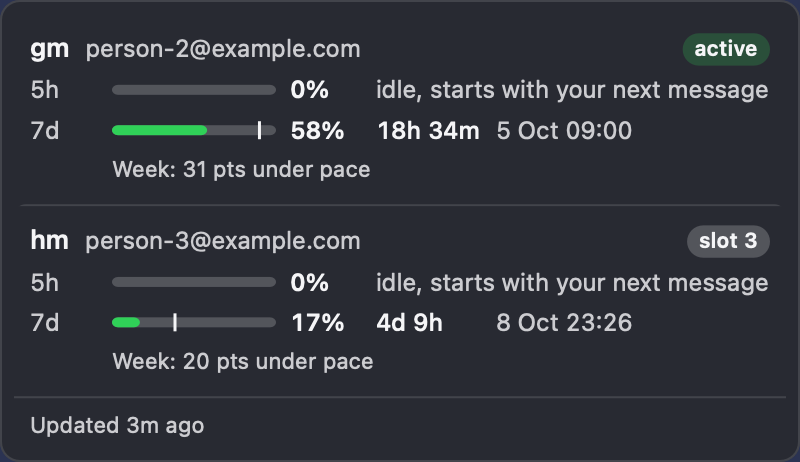 gm person-2@example.com active
5h 0% idle, starts with your next message
7d 58% 18h 34m 5 Oct 09:00
Week: 31 pts under pace
hm person-3@example.com slot 3
5h 0% idle, starts with your next message
7d 17% 4d 9h 8 Oct 23:26
Week: 20 pts under pace
Updated 3m ago